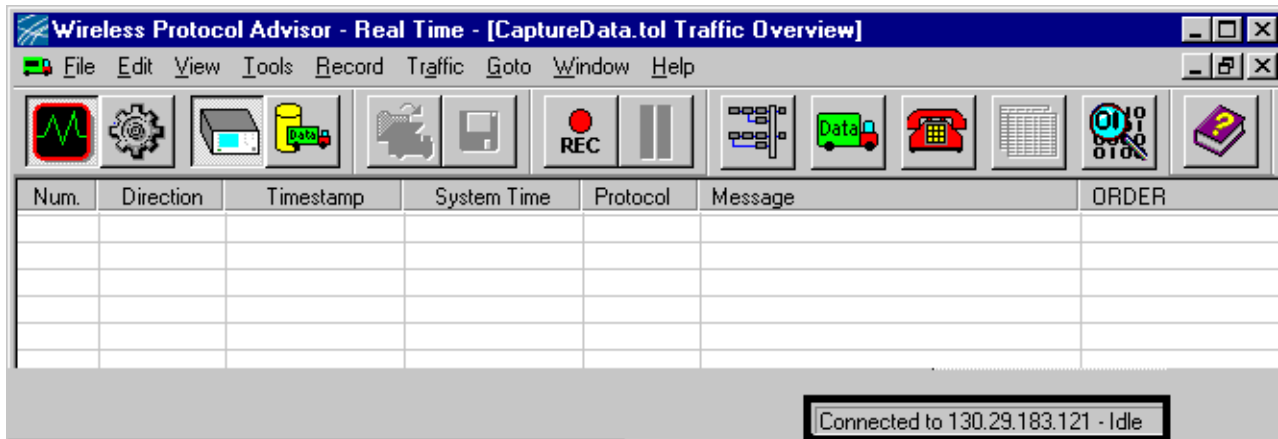 Wireless Protocol Advisor - Real Time - [CaptureData.tol Traffic Overview]
File Edit View Tools Record Traffic Goto Window Help
Data REC Data
Num. Direction Timestamp System Time Protocol Message ORDER
Connected to 130.29.183.121 - Idle